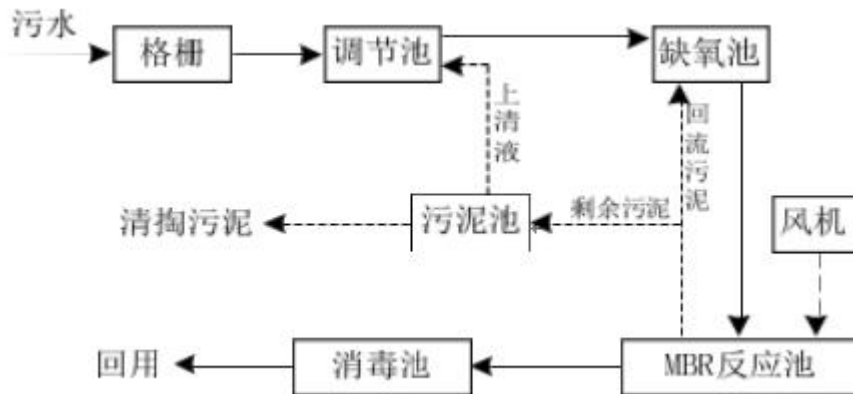 污水
格栅
调节池
缺氧池
上清液
回流污泥
清掏污泥
污泥池
剩余污泥
风机
回用
消毒池
MBR反应池